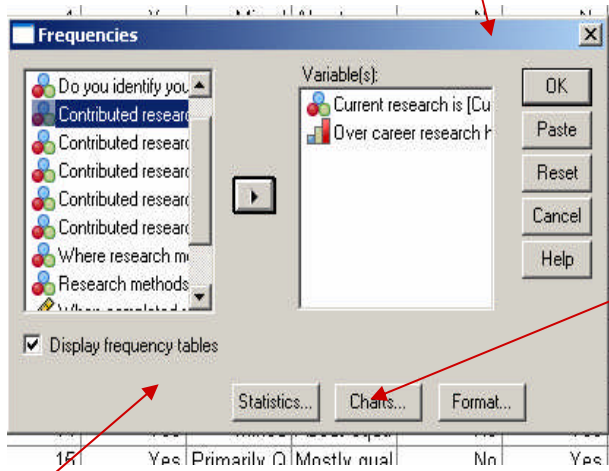 Frequencies
Do you identify you
Contributed researc
Contributed researc
Contributed researc
Contributed researc
Contributed researc
Where research m
Research methods
Variable(s):
Current research is [Cu
Over career research h
OK
Paste
Reset
Cancel
Help
Display frequency tables
Statistics... Charts... Format...
15 Yes Primarily Q Mostly qual No Yes